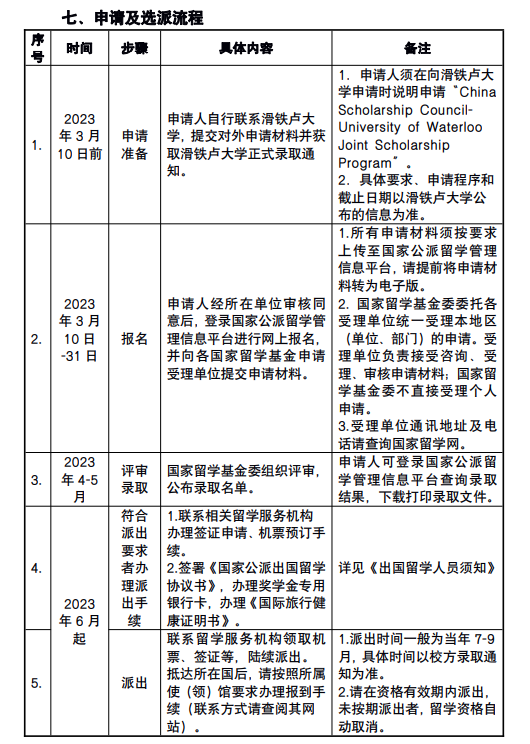 七、申请及选派流程
序号
时间
步骤
具体内容
备注
1.
2023
年 3 月
10 日前
申请
准备
申请人自行联系滑铁卢大
学，提交对外申请材料并获
取滑铁卢大学正式录取通
知。
1．申请人须在向滑铁卢大
学申请时说明申请“China
Scholarship Council-
University of Waterloo
Joint Scholarship
Program”。
2．具体要求、申请程序和
截止日期以滑铁卢大学公
布的信息为准。
2.
2023
年 3 月
10 日
-31 日
报名
申请人经所在单位审核同
意后，登录国家公派留学管
理信息平台进行网上报名，
并向各国家留学基金申请
受理单位提交申请材料。
1.所有申请材料须按要求
上传至国家公派留学管理
信息平台，请提前将申请材
料转为电子版。
2. 国家留学基金委委托各
受理单位统一受理本地区
（单位、部门）的申请。受
理单位负责接受咨询、受
理、审核申请材料；国家留
学基金委不直接受理个人
申请。
3.受理单位通讯地址及电
话请查询国家留学网。
3.
2023
年 4-5
月
评审
录取
国家留学基金委组织评审，
公布录取名单。
申请人可登录国家公派留
学管理信息平台查询录取
结果，下载打印录取文件。
4.
2023
年 6 月
起
符合
派出
要求
者办
理派
出手
续
1.联系相关留学服务机构
办理签证申请、机票预订手
续。
2.签署《国家公派出国留学
协议书》，办理奖学金专用
银行卡，办理《国际旅行健
康证明书》。
详见《出国留学人员须知》
5.
派出
联系留学服务机构领取机
票、签证等，陆续派出。
抵达所在国后，请按照所属
使（领）馆要求办理报到手
续（联系方式请查阅其网
站）。
1.派出时间一般为当年 7-9
月，具体时间以校方录取通
知为准。
2.请在资格有效期内派出，
未按期派出者，留学资格自
动取消。